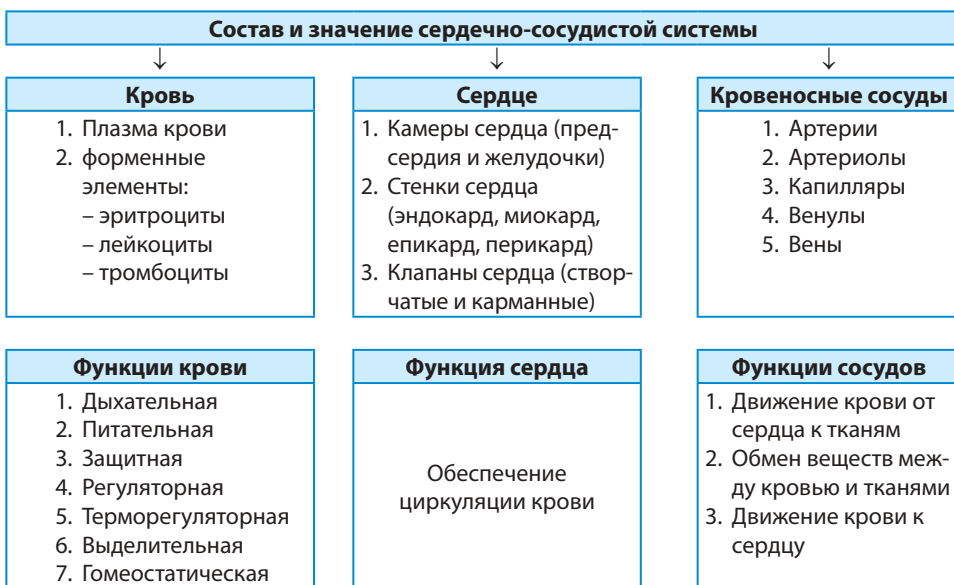 Состав и значение сердечно-сосудистой системы
↓ ↓ ↓
Кровь
1. Плазма крови
2. форменные
элементы:
– эритроциты
– лейкоциты
– тромбоциты
Сердце
1. Камеры сердца (пред-
сердия и желудочки)
2. Стенки сердца
(эндокард, миокард,
епикард, перикард)
3. Клапаны сердца (створ-
чатые и карманные)
Кровеносные сосуды
1. Артерии
2. Артериолы
3. Капилляры
4. Венулы
5. Вены
Функции крови
1. Дыхательная
2. Питательная
3. Защитная
4. Регуляторная
5. Терморегуляторная
6. Выделительная
7. Гомеостатическая
Функция сердца
Обеспечение
циркуляции крови
Функции сосудов
1. Движение крови от
сердца к тканям
2. Обмен веществ меж-
ду кровью и тканями
3. Движение крови к
сердцу